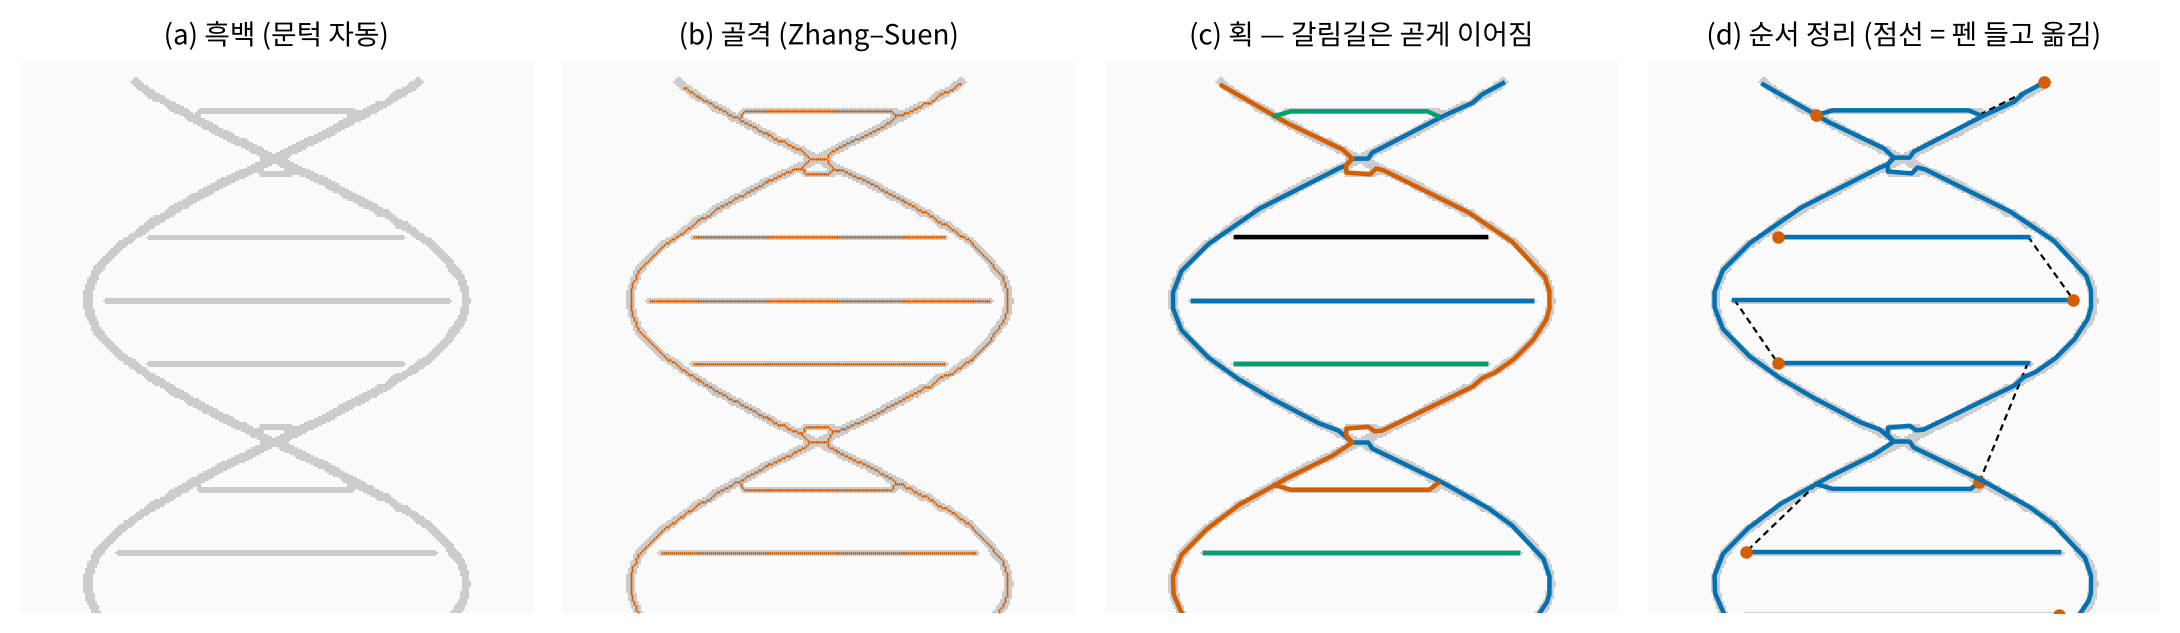 (a) 흑백 (문턱 자동)
(b) 골격 (Zhang–Suen)
(c) 획 — 갈림길은 곧게 이어짐
(d) 순서 정리 (점선 = 펜 들고 옮김)